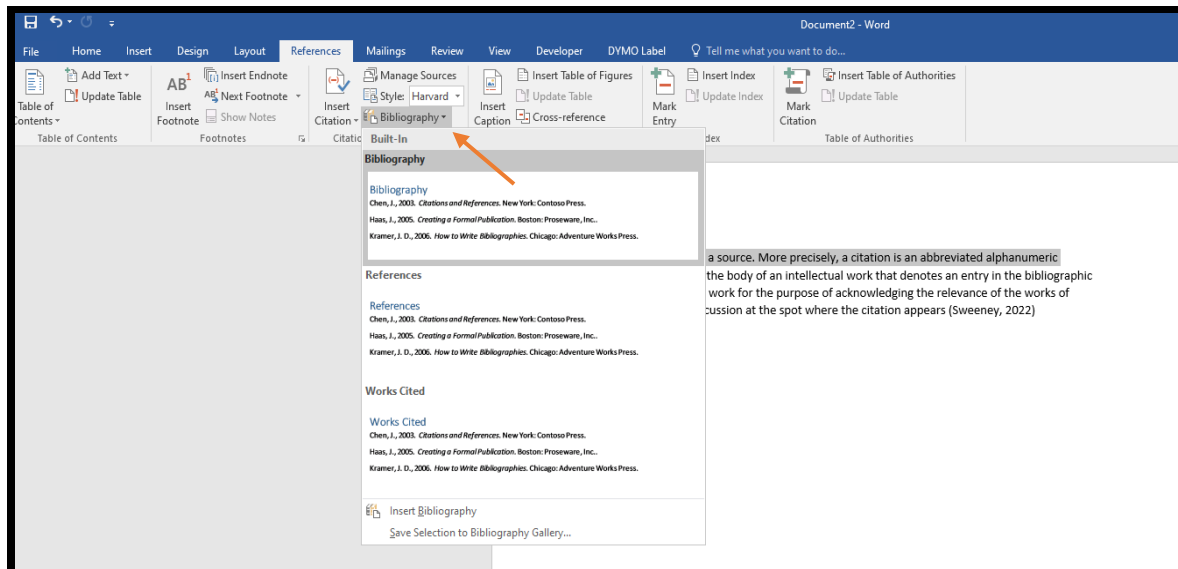 Document2 - Word
File Home Insert Design Layout References Mailings Review View Developer DYMO Label Tell me what you want to do...
Table of Contents
Add Text
Update Table
Table of Contents
AB1
Insert Footnote
Insert Endnote
AB1 Next Footnote
Show Notes
Footnotes
Insert Citation
Manage Sources
Style: Harvard
Bibliography
Citatio
Insert Caption
Insert Table of Figures
Update Table
Cross-reference
Mark Entry
Insert Index
Update Index
dex
Mark Citation
Insert Table of Authorities
Update Table
Table of Authorities
Built-In
Bibliography
Bibliography
Chen, J., 2003. Citations and References. New York: Contoso Press.
Haas, J., 2005. Creating a Formal Publication. Boston: Proseware, Inc..
Kramer, J. D., 2006. How to Write Bibliographies. Chicago: Adventure Works Press.
References
References
Chen, J., 2003. Citations and References. New York: Contoso Press.
Haas, J., 2005. Creating a Formal Publication. Boston: Proseware, Inc..
Kramer, J. D., 2006. How to Write Bibliographies. Chicago: Adventure Works Press.
Works Cited
Works Cited
Chen, J., 2003. Citations and References. New York: Contoso Press.
Haas, J., 2005. Creating a Formal Publication. Boston: Proseware, Inc..
Kramer, J. D., 2006. How to Write Bibliographies. Chicago: Adventure Works Press.
Insert Bibliography
Save Selection to Bibliography Gallery...
a source. More precisely, a citation is an abbreviated alphanumeric
the body of an intellectual work that denotes an entry in the bibliographic
work for the purpose of acknowledging the relevance of the works of
cussion at the spot where the citation appears (Sweeney, 2022)